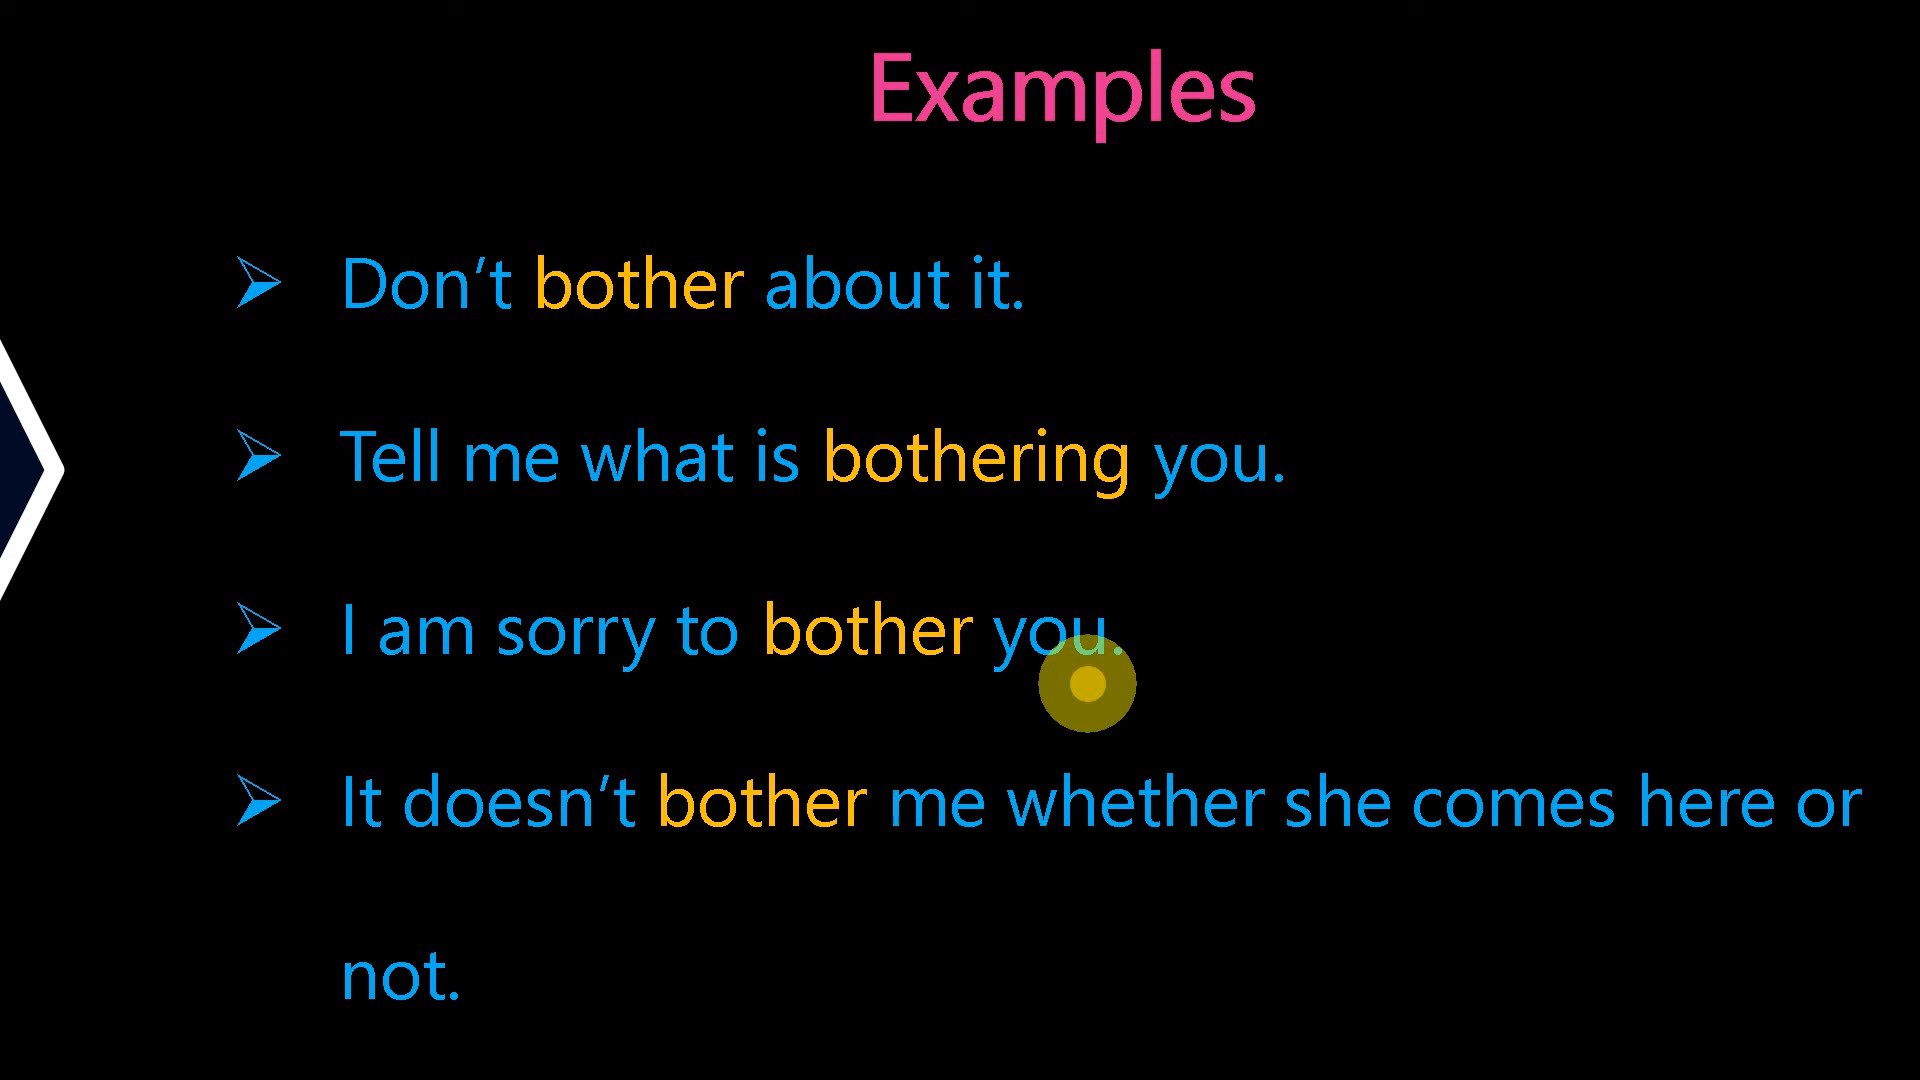 Examples
Don’t bother about it.
Tell me what is bothering you.
I am sorry to bother you.
It doesn’t bother me whether she comes here or
not.